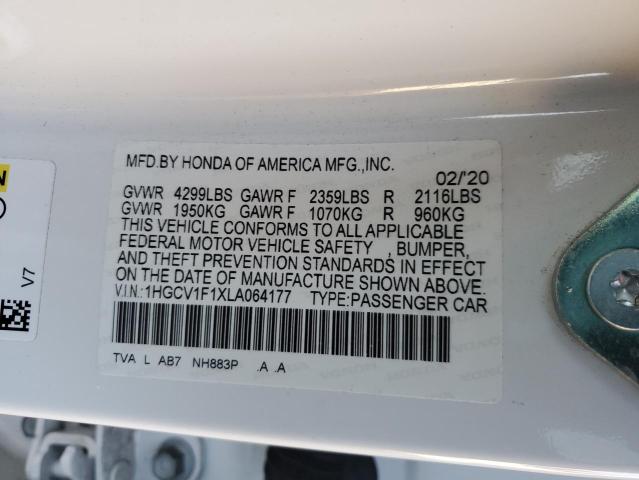 MFD.BY HONDA OF AMERICA MFG.,INC. 02/'20
GVWR 4299LBS GAWR F 2359LBS R 2116LBS
GVWR 1950KG GAWR F 1070KG R 960KG
THIS VEHICLE CONFORMS TO ALL APPLICABLE
FEDERAL MOTOR VEHICLE SAFETY , BUMPER,
AND THEFT PREVENTION STANDARDS IN EFFECT
ON THE DATE OF MANUFACTURE SHOWN ABOVE.
V.I.N.:1HGCV1F1XLA064177 TYPE:PASSENGER CAR
TVA L AB7 NH883P .A .A
V7